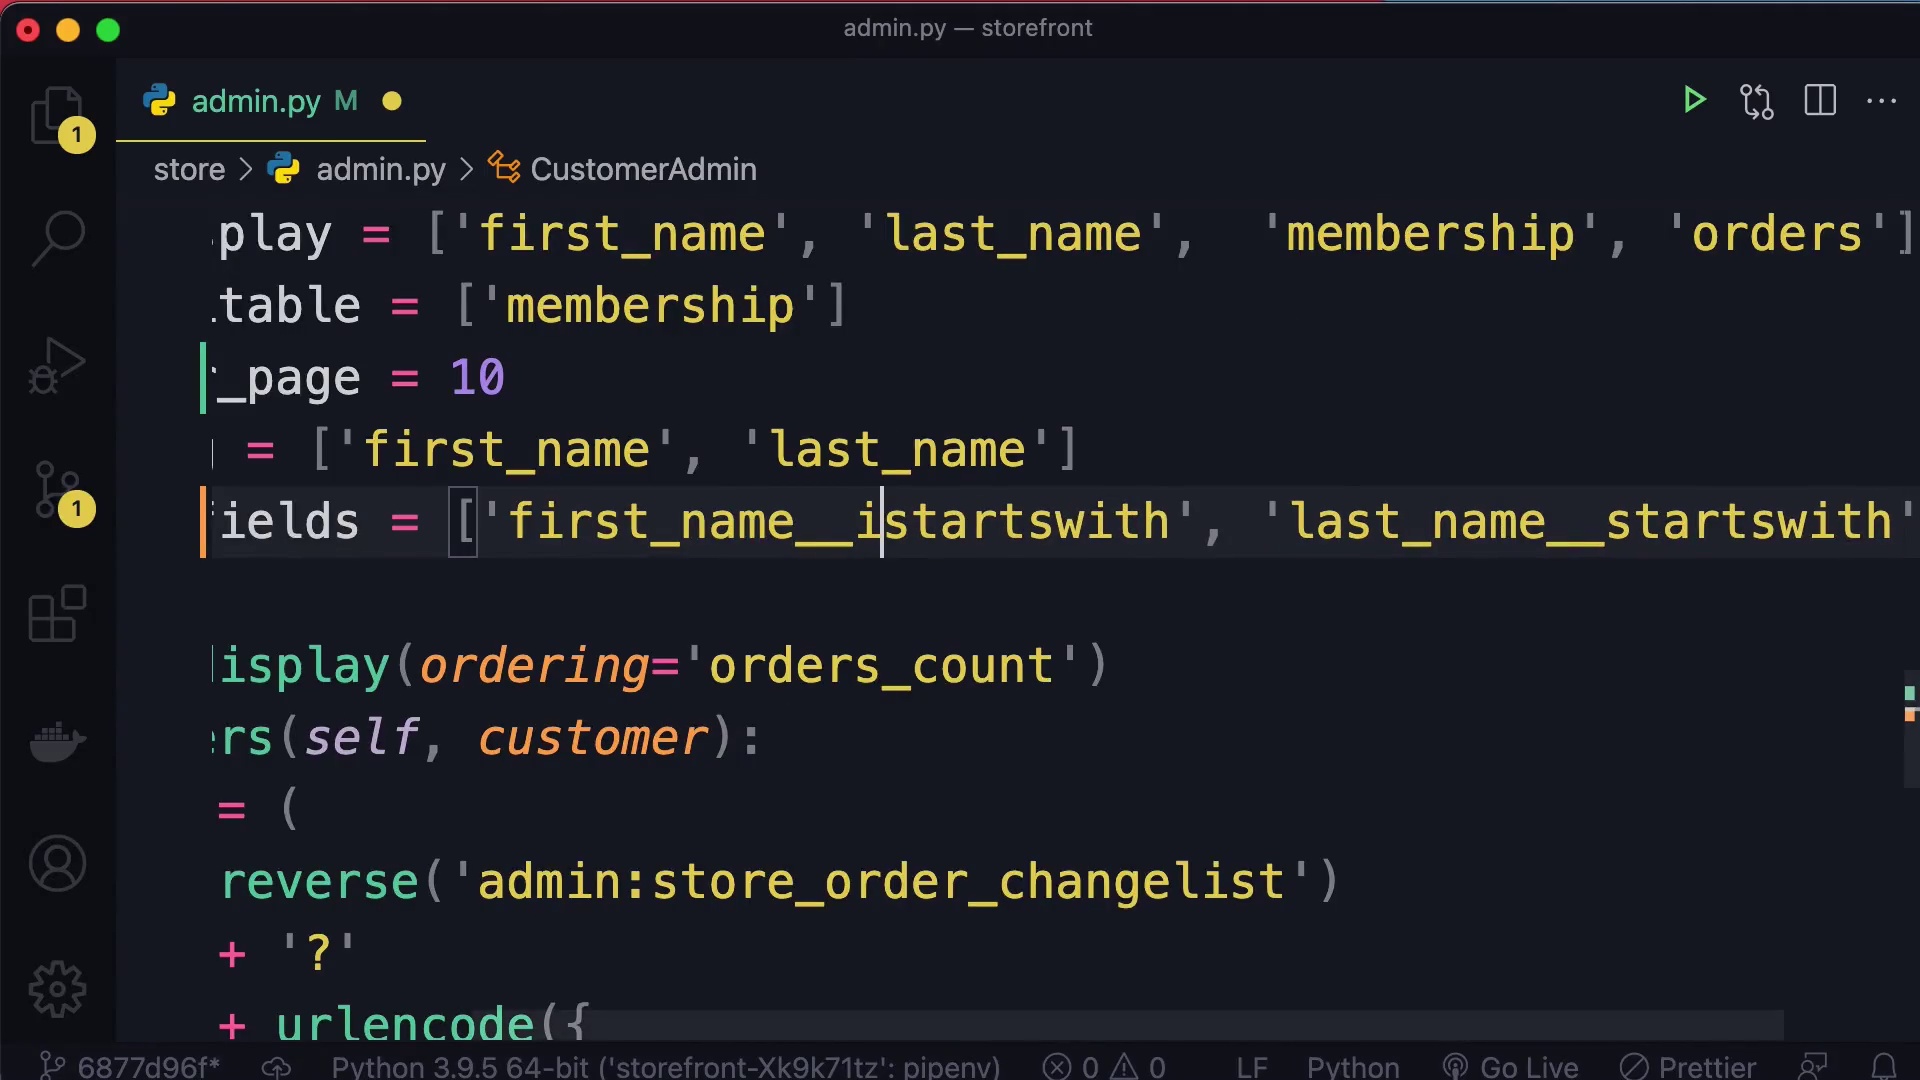 admin.py — storefront
admin.py M
1
store > admin.py > CustomerAdmin
play = ['first_name', 'last_name',  'membership', 'orders']
table = ['membership']
_page = 10
= ['first_name', 'last_name']
ields = ['first_name__istartswith', 'last_name__startswith'
isplay(ordering='orders_count')
ers(self, customer):
= (
reverse('admin:store_order_changelist')
+ '?'
+ urlencode({
1
6877d96f* Python 3.9.5 64-bit ('storefront-Xk9k71tz': pipenv) 0 0 LF Python Go Live Prettier